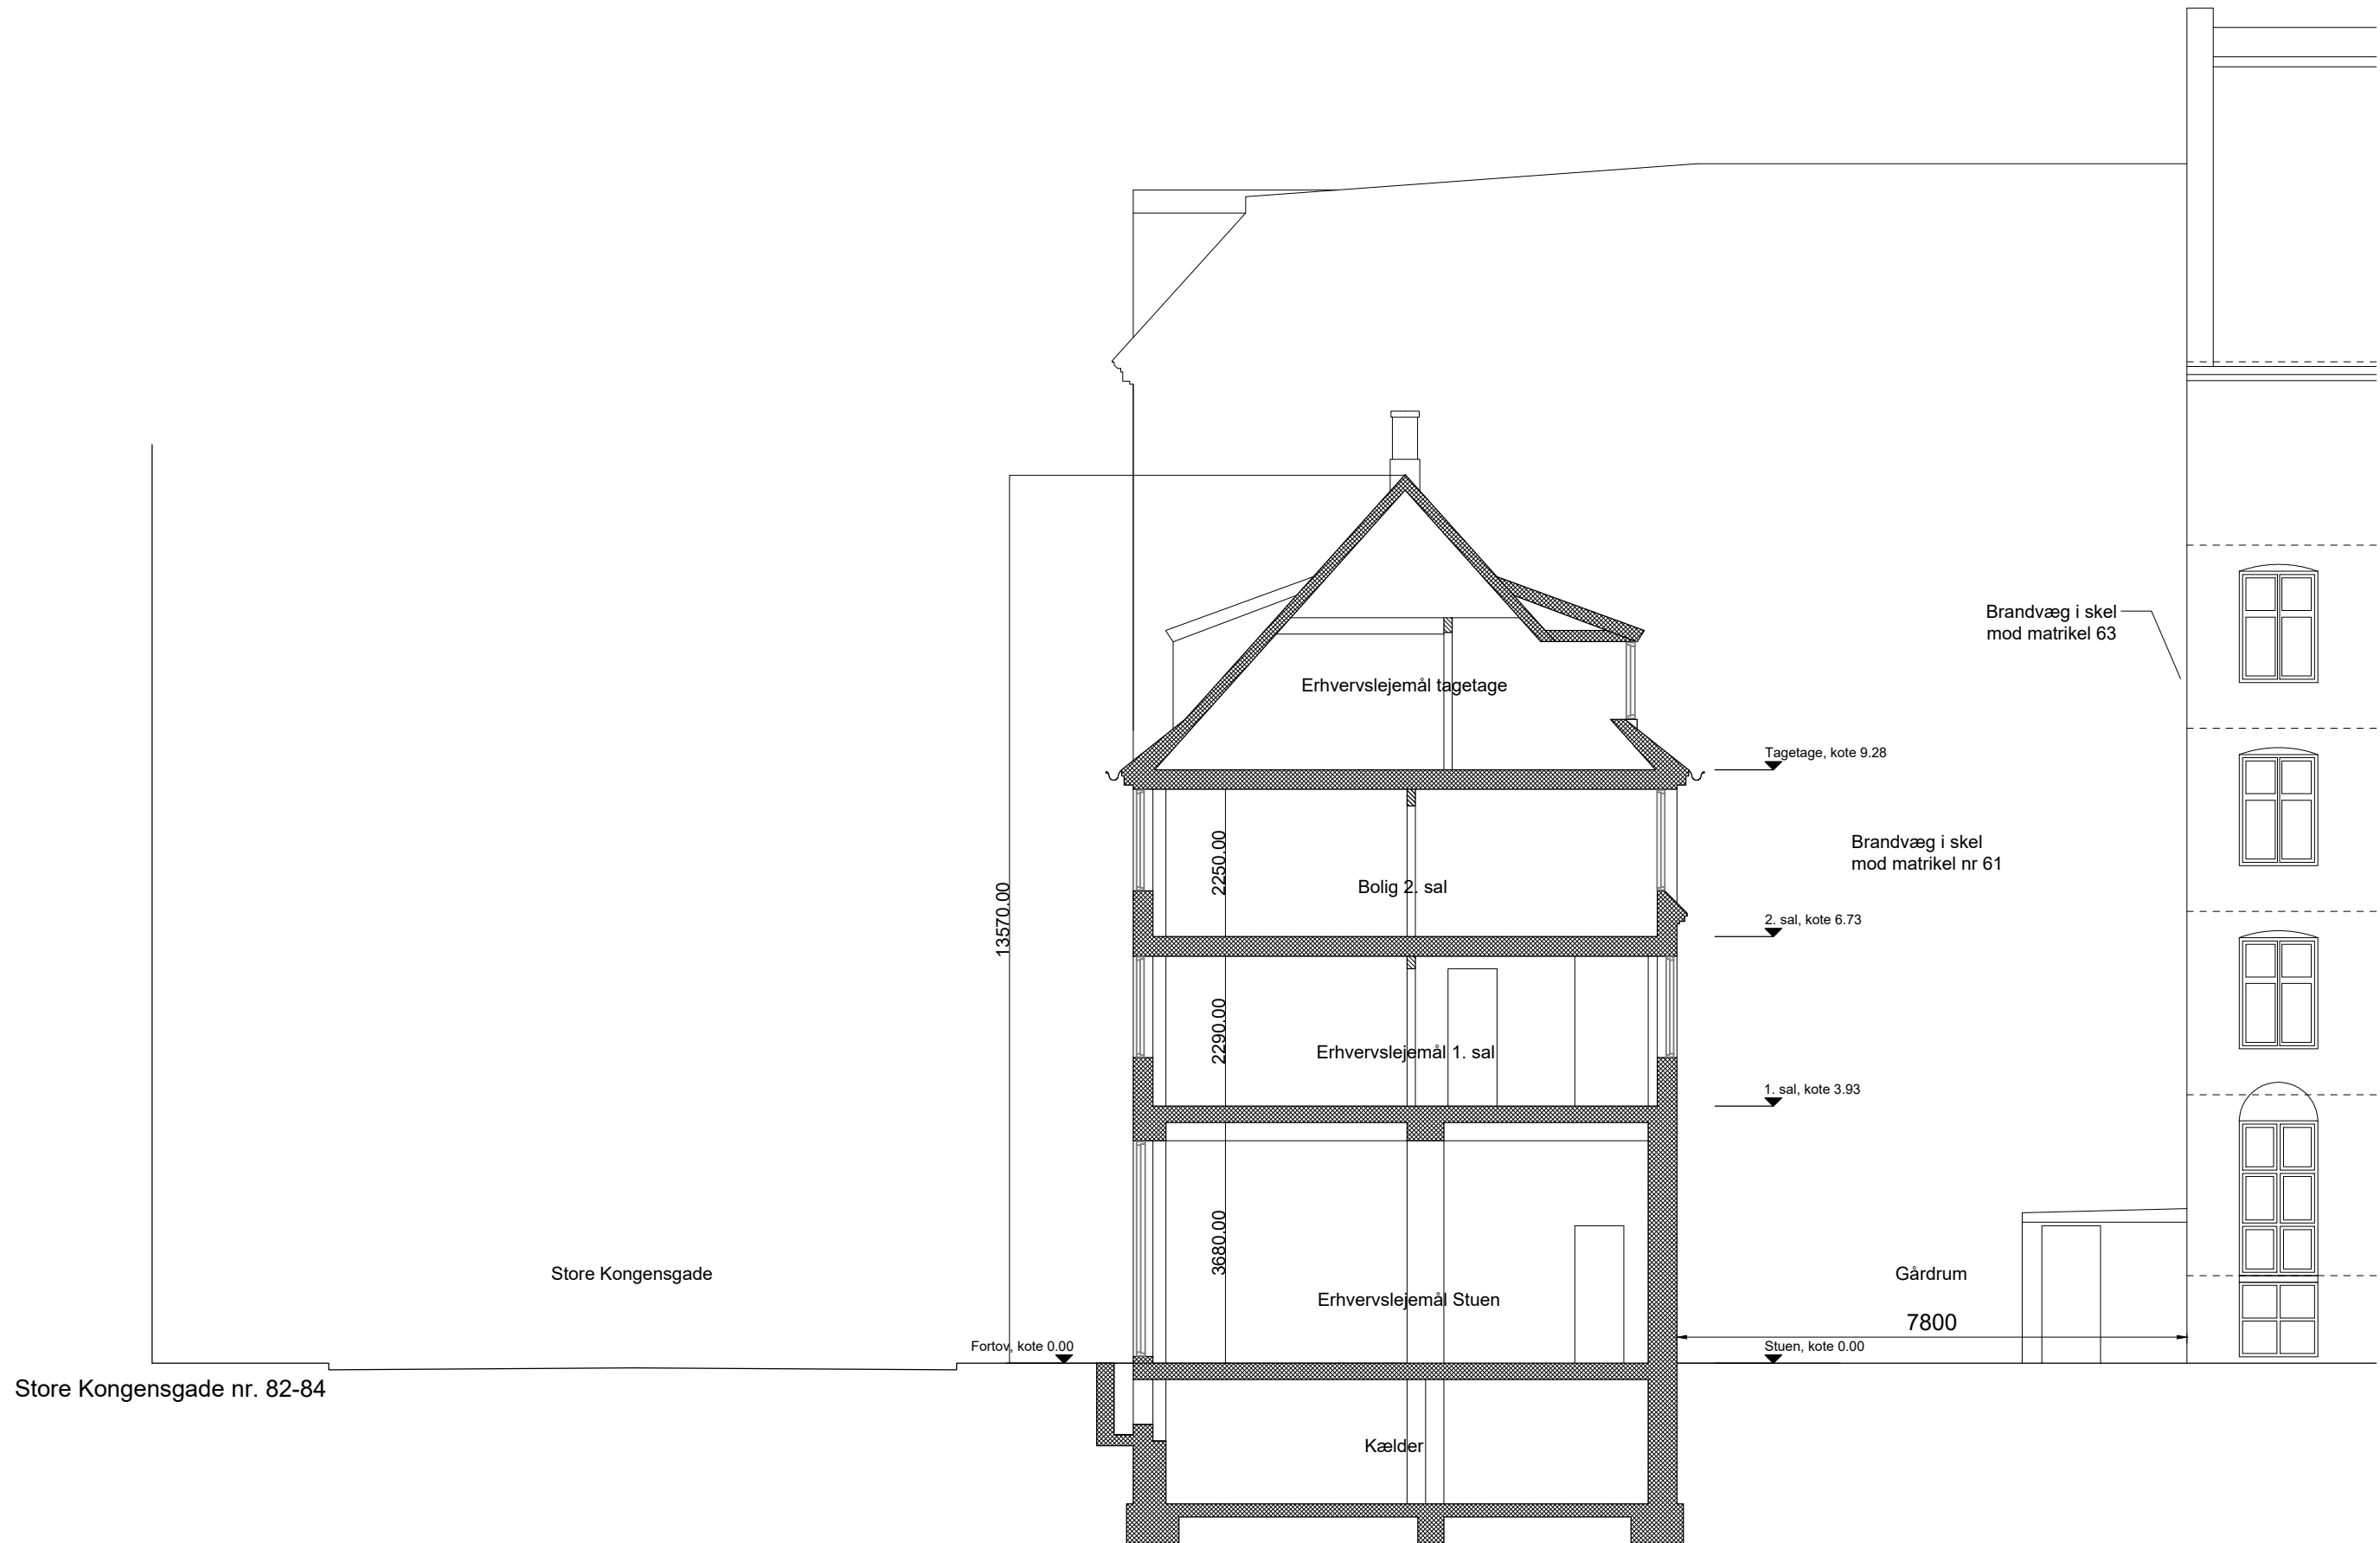 Brandvæg i skel
mod matrikel 63
Erhvervslejemål tagetage
Tagetage, kote 9.28
2250.00
Brandvæg i skel
mod matrikel nr 61
Bolig 2. sal
13570.00
2. sal, kote 6.73
2290.00
Erhvervslejemål 1. sal
1. sal, kote 3.93
3680.00
Store Kongensgade
Gårdrum
Erhvervslejemål Stuen
7800
Fortov, kote 0.00
Stuen, kote 0.00
Store Kongensgade nr. 82-84
Kælder